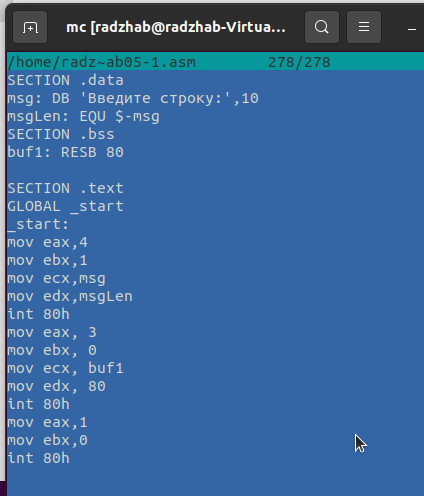 mc [radzhab@radzhab-Virtua...
/home/radz~ab05-1.asm 278/278
SECTION .data
msg: DB 'Введите строку:',10
msgLen: EQU $-msg
SECTION .bss
buf1: RESB 80
SECTION .text
GLOBAL _start
_start:
mov eax,4
mov ebx,1
mov ecx,msg
mov edx,msgLen
int 80h
mov eax, 3
mov ebx, 0
mov ecx, buf1
mov edx, 80
int 80h
mov eax,1
mov ebx,0
int 80h